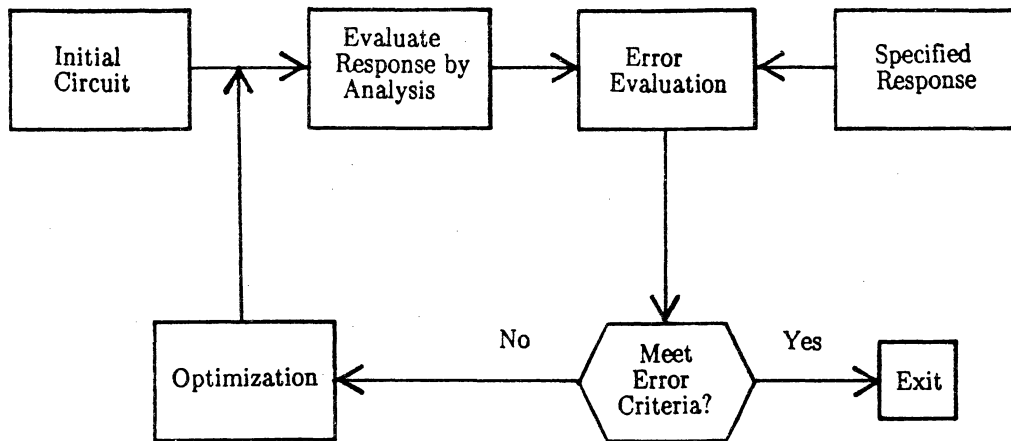 Initial
Circuit
Evaluate
Response by
Analysis
Error
Evaluation
Specified
Response
Optimization
No
Meet
Error
Criteria?
Yes
Exit